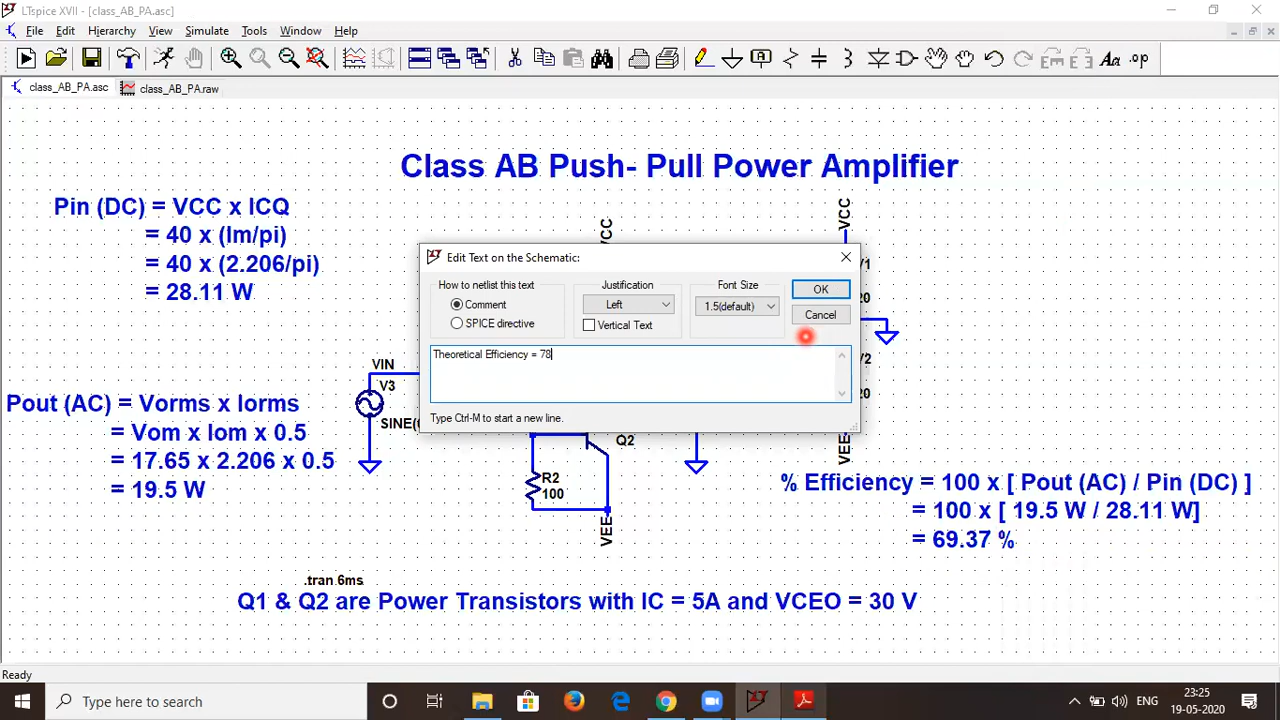 LTspice XVII - [class_AB_PA.asc]
File Edit Hierarchy View Simulate Tools Window Help
.op
class_AB_PA.asc class_AB_PA.raw
Class AB Push- Pull Power Amplifier
Pin (DC) = VCC x ICQ
= 40 x (Im/pi)
= 40 x (2.206/pi)
= 28.11 W
VCC
VCC
Edit Text on the Schematic:
How to netlist this text
Comment
SPICE directive
Justification
Left
Vertical Text
Font Size
1.5(default)
OK
Cancel
Theoretical Efficiency = 78
Type Ctrl-M to start a new line.
VIN
V3
SINE(
Q2
R2
100
VEE
VEE
Pout (AC) = Vorms x Iorms
= Vom x Iom x 0.5
= 17.65 x 2.206 x 0.5
= 19.5 W
% Efficiency = 100 x [ Pout (AC) / Pin (DC) ]
= 100 x [ 19.5 W / 28.11 W]
= 69.37 %
.tran 6ms
Q1 & Q2 are Power Transistors with IC = 5A and VCEO = 30 V
Ready
Type here to search
ENG
23:25
19-05-2020